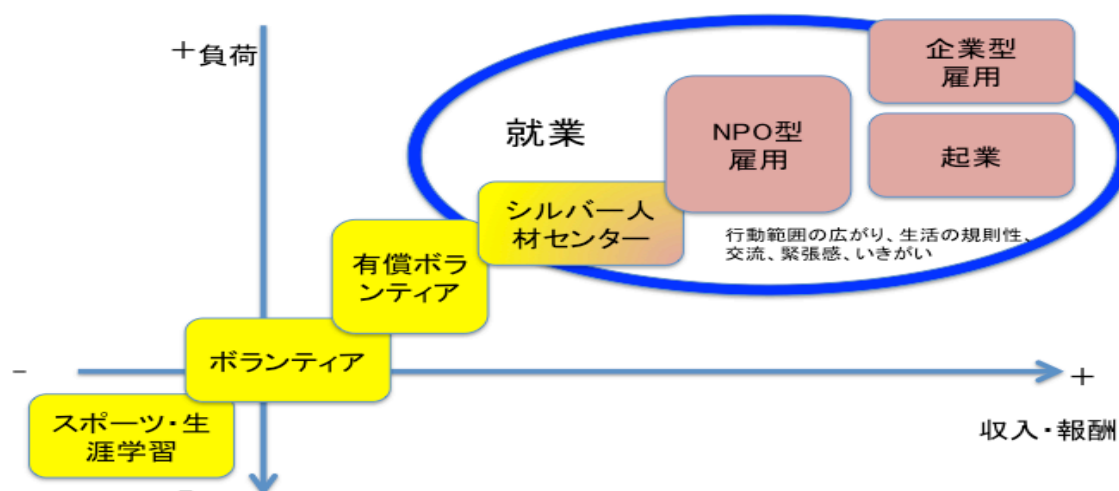 +負荷
企業型
雇用
就業
NPO型
雇用
起業
シルバー人
材センター
行動範囲の広がり、生活の規則性、
交流、緊張感、いきがい
有償ボラ
ンティア
ボランティア
-
+
スポーツ・生
涯学習
収入・報酬
-